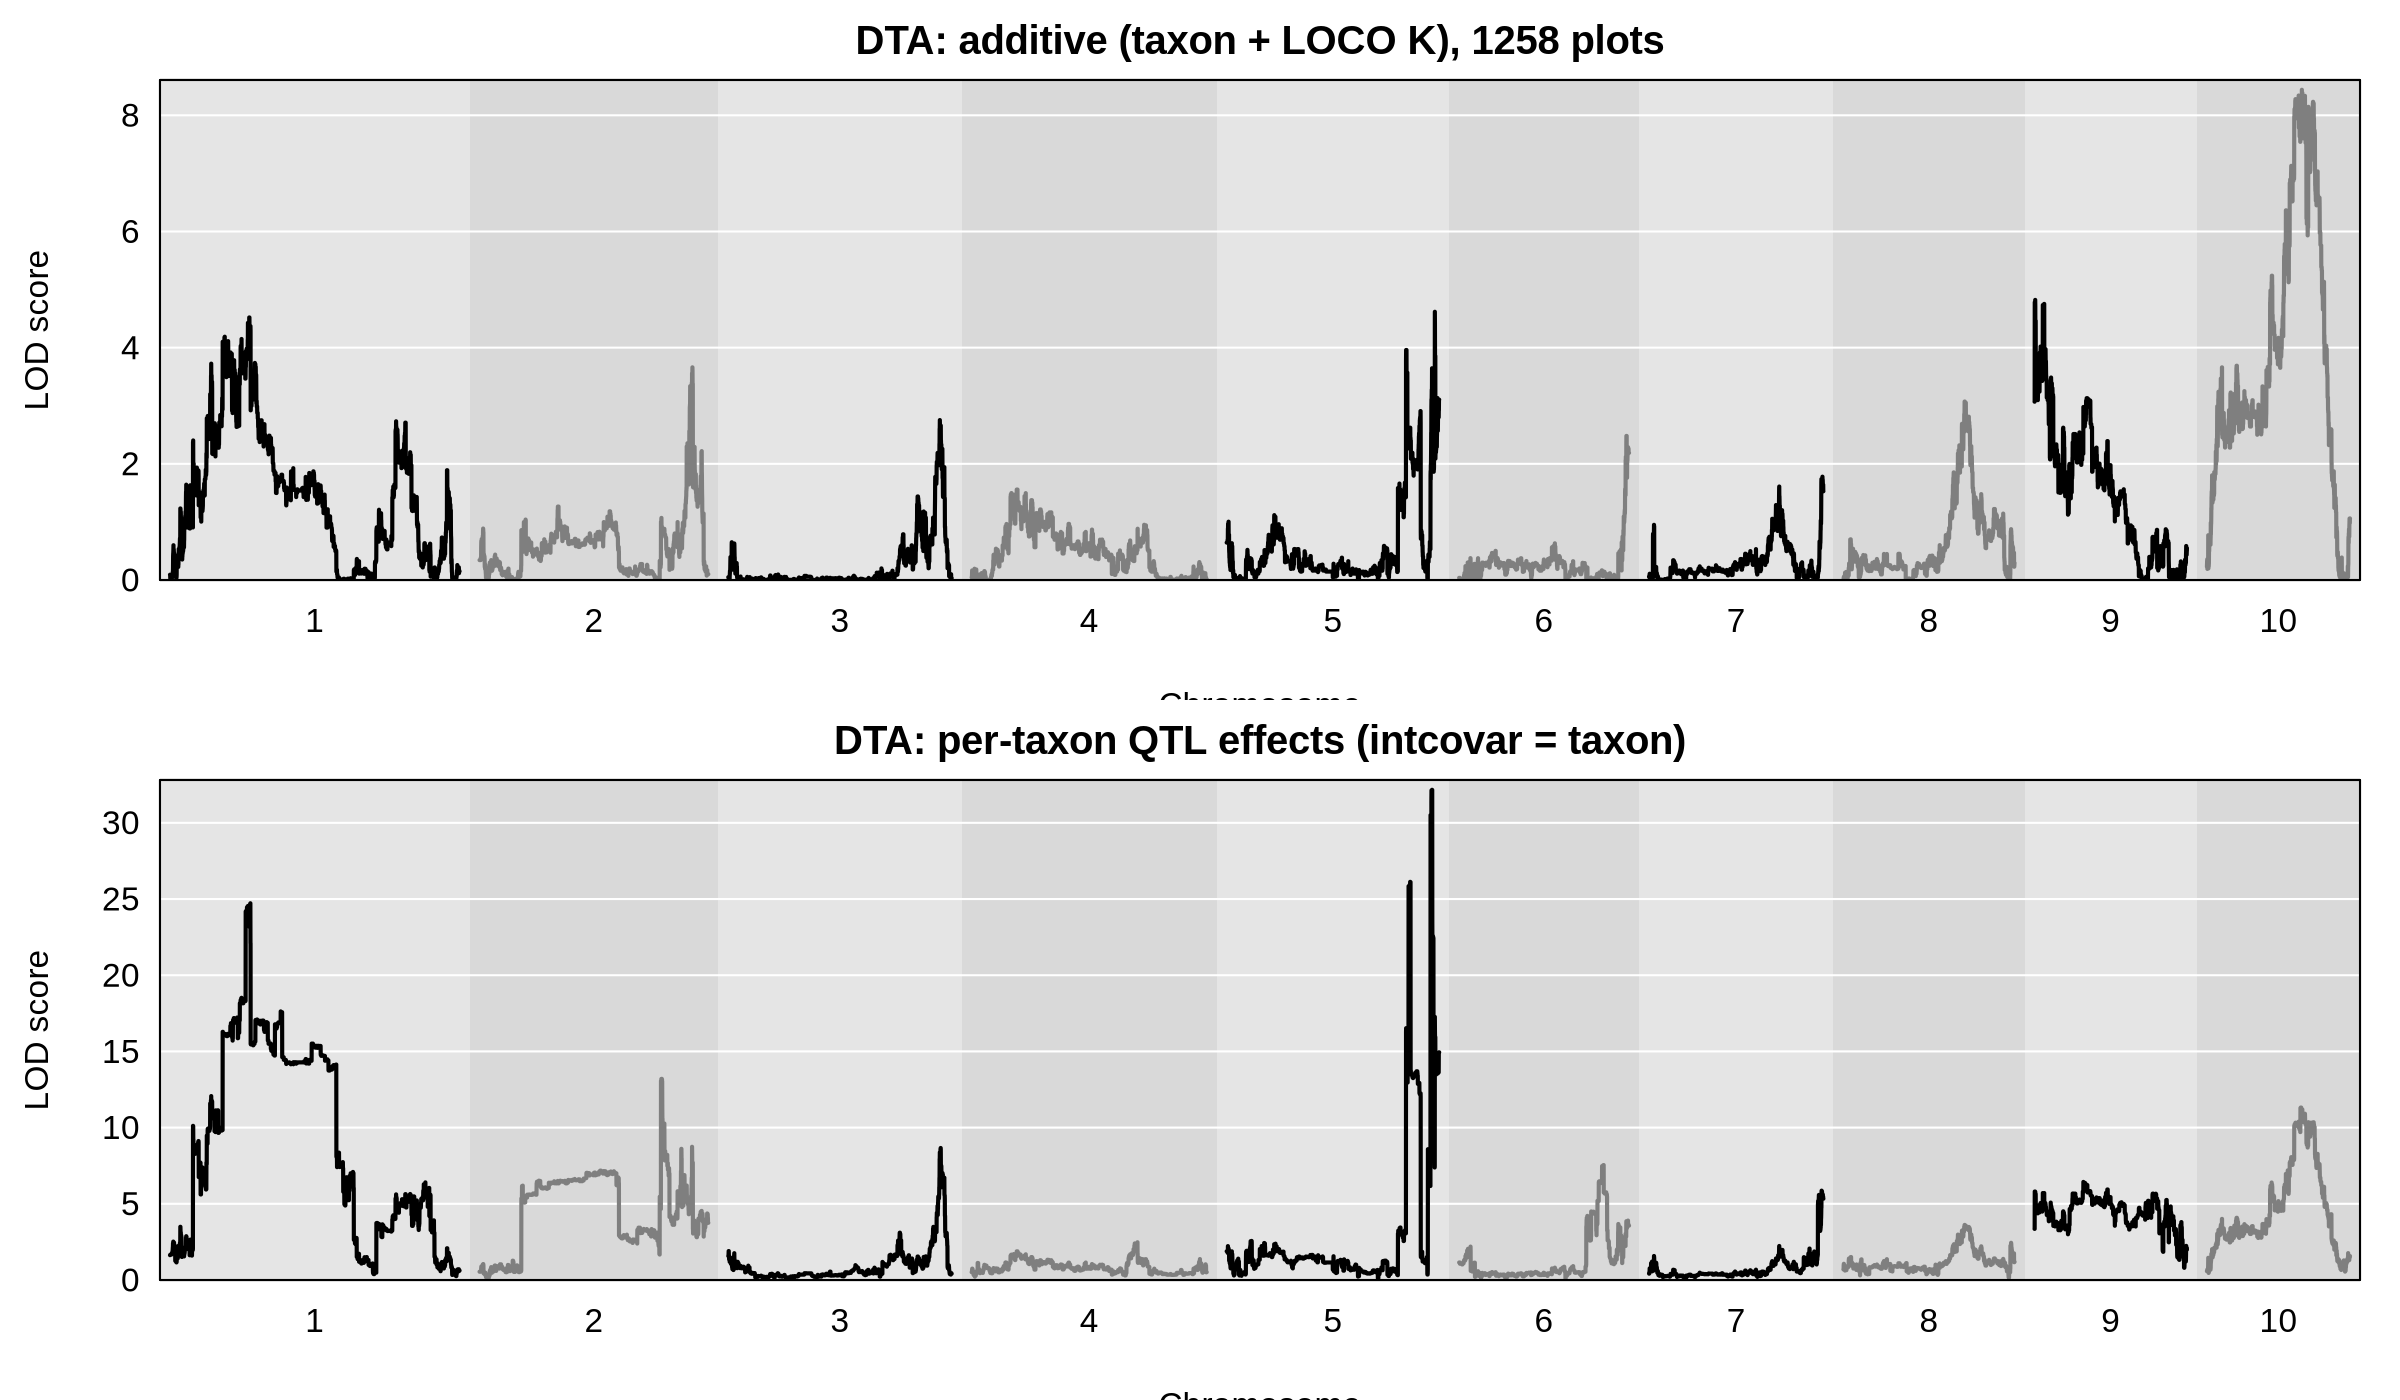 DTA: additive (taxon + LOCO K), 1258 plots
LOD score
8
6
4
2
0
1 2 3 4 5 6 7 8 9 10
DTA: per-taxon QTL effects (intcovar = taxon)
LOD score
30
25
20
15
10
5
0
1 2 3 4 5 6 7 8 9 10